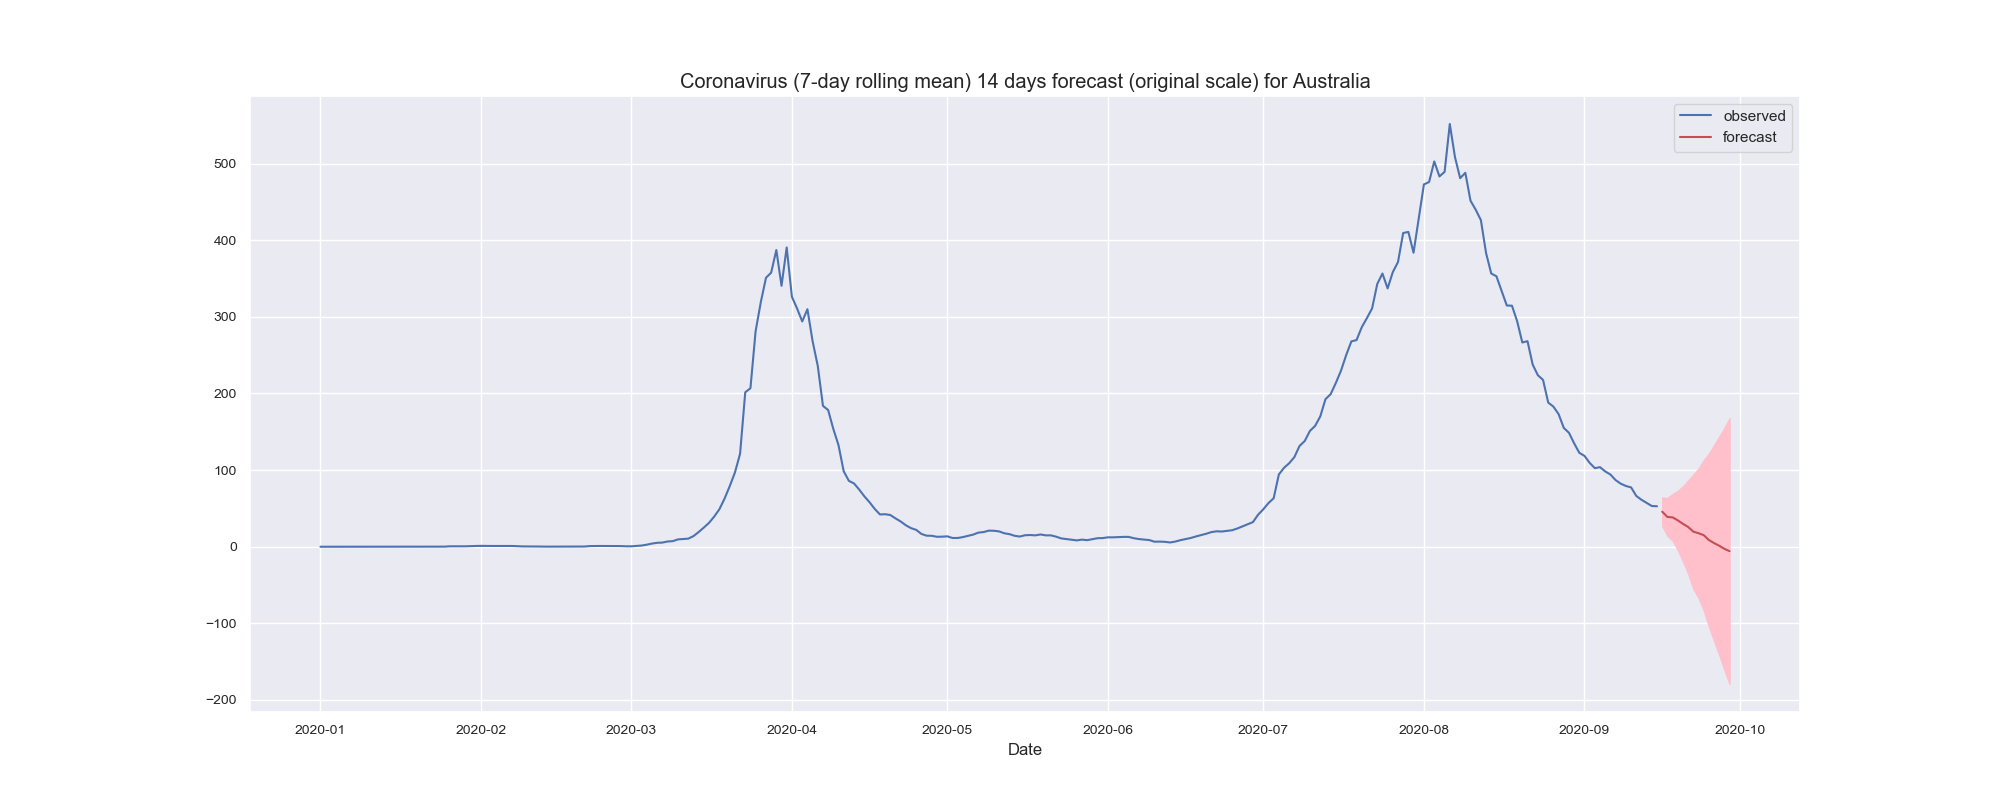 Coronavirus (7-day rolling mean) 14 days forecast (original scale) for Australia
observed
forecast
500
400
300
200
100
0
−100
−200
2020-01 2020-02 2020-03 2020-04 2020-05 2020-06 2020-07 2020-08 2020-09 2020-10
Date